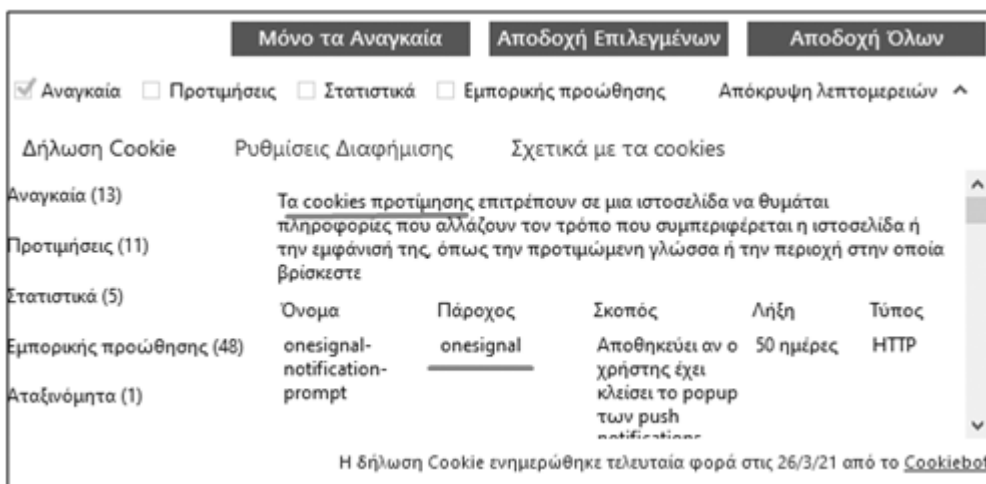 Μόνο τα Αναγκαία Αποδοχή Επιλεγμένων Αποδοχή Όλων
Αναγκαία Προτιμήσεις Στατιστικά Εμπορικής προώθησης Απόκρυψη λεπτομερειών
Δήλωση Cookie Ρυθμίσεις Διαφήμισης Σχετικά με τα cookies
Αναγκαία (13)
Προτιμήσεις (11)
Στατιστικά (5)
Εμπορικής προώθησης (48)
Αταξινόμητα (1)
Τα cookies προτίμησης επιτρέπουν σε μια ιστοσελίδα να θυμάται
πληροφορίες που αλλάζουν τον τρόπο που συμπεριφέρεται η ιστοσελίδα ή
την εμφάνισή της, όπως την προτιμώμενη γλώσσα ή την περιοχή στην οποία
βρίσκεστε
Όνομα Πάροχος Σκοπός Λήξη Τύπος
onesignal- onesignal Αποθηκεύει αν ο 50 ημέρες HTTP
notification- χρήστης έχει
prompt κλείσει το popup
των push
notifications
Η δήλωση Cookie ενημερώθηκε τελευταία φορά στις 26/3/21 από το Cookiebot